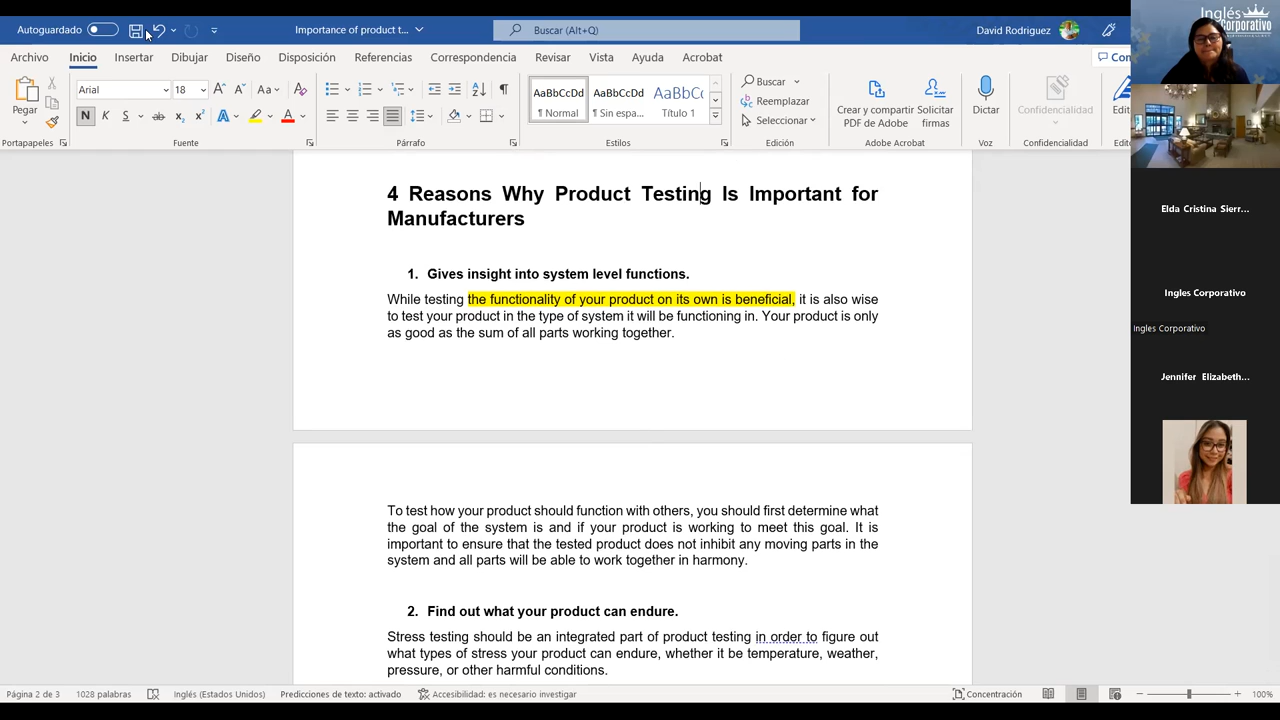 Autoguardado
Importance of product t...
Buscar (Alt+Q)
David Rodriguez
Inglés
Corporativo
Archivo Inicio Insertar Dibujar Diseño Disposición Referencias Correspondencia Revisar Vista Ayuda Acrobat
Pegar
Arial 18
N K S ab x₂ x² A A
Aa
AaBbCcDd AaBbCcDd AaBbCc
¶ Normal ¶ Sin espa... Título 1
Buscar
Reemplazar
Seleccionar
Crear y compartir PDF de Adobe
Solicitar firmas
Dictar
Confidencialidad
Portapapeles Fuente Párrafo Estilos Edición Adobe Acrobat Confidencialidad
4 Reasons Why Product Testing Is Important for
Manufacturers
1. Gives insight into system level functions.
While testing the functionality of your product on its own is beneficial, it is also wise
to test your product in the type of system it will be functioning in. Your product is only
as good as the sum of all parts working together.
To test how your product should function with others, you should first determine what
the goal of the system is and if your product is working to meet this goal. It is
important to ensure that the tested product does not inhibit any moving parts in the
system and all parts will be able to work together in harmony.
2. Find out what your product can endure.
Stress testing should be an integrated part of product testing in order to figure out
what types of stress your product can endure, whether it be temperature, weather,
pressure, or other harmful conditions.
Elda Cristina Sierr...
Ingles Corporativo
Ingles Corporativo
Jennifer Elizabeth...
Página 2 de 3 1028 palabras Inglés (Estados Unidos) Predicciones de texto: activado Accesibilidad: es necesario investigar Concentración 100%